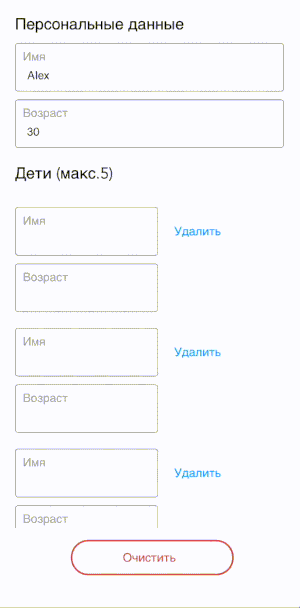 Персональные данные
Имя
Alex
Возраст
30
Дети (макс.5)
Имя
Удалить
Возраст
Имя
Удалить
Возраст
Имя
Удалить
Возраст
Очистить